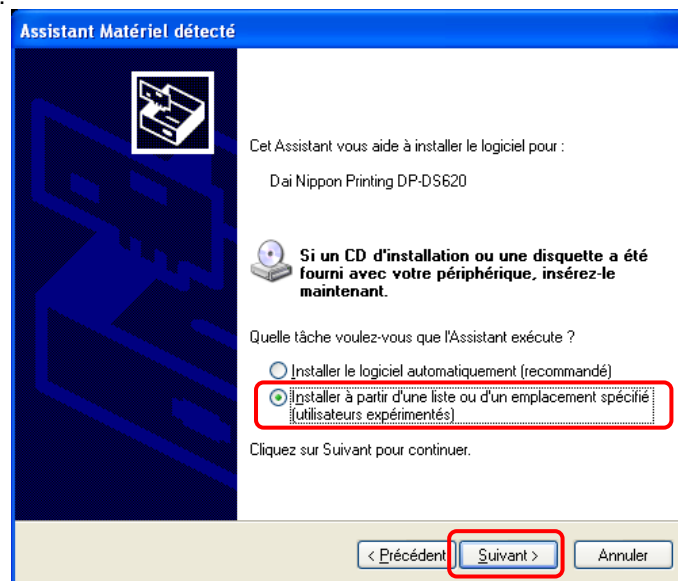 .
Assistant Matériel détecté
Cet Assistant vous aide à installer le logiciel pour :
Dai Nippon Printing DP-DS620
Si un CD d'installation ou une disquette a été
fourni avec votre périphérique, insérez-le
maintenant.
Quelle tâche voulez-vous que l'Assistant exécute ?
Installer le logiciel automatiquement (recommandé)
Installer à partir d'une liste ou d'un emplacement spécifié
(utilisateurs expérimentés)
Cliquez sur Suivant pour continuer.
< Précédent Suivant > Annuler